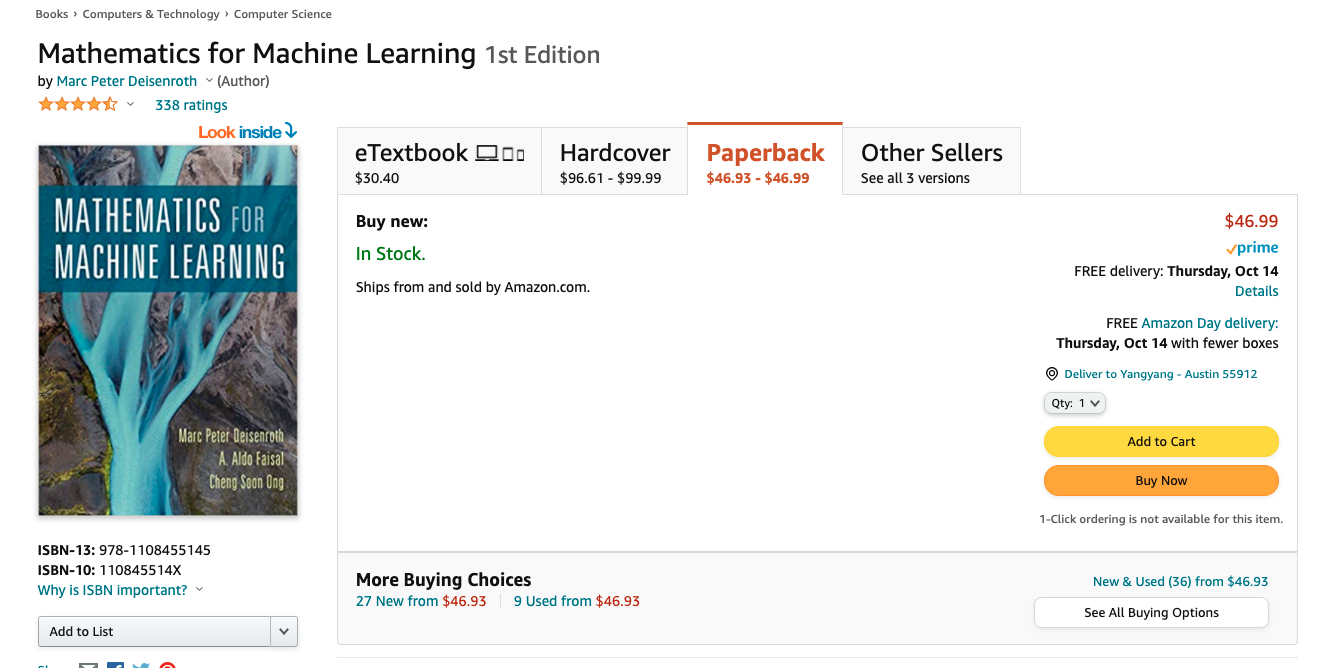 Books › Computers & Technology › Computer Science
Mathematics for Machine Learning 1st Edition
by Marc Peter Deisenroth (Author)
338 ratings
Look inside
MATHEMATICS FOR
MACHINE LEARNING
Marc Peter Deisenroth
A. Aldo Faisal
Cheng Soon Ong
ISBN-13: 978-1108455145
ISBN-10: 110845514X
Why is ISBN important?
Add to List
eTextbook
$30.40
Hardcover
$96.61 - $99.99
Paperback
$46.93 - $46.99
Other Sellers
See all 3 versions
Buy new:
In Stock.
Ships from and sold by Amazon.com.
$46.99
prime
FREE delivery: Thursday, Oct 14
Details
FREE Amazon Day delivery:
Thursday, Oct 14 with fewer boxes
Deliver to Yangyang - Austin 55912
Qty: 1
Add to Cart
Buy Now
1-Click ordering is not available for this item.
More Buying Choices
27 New from $46.93 9 Used from $46.93
New & Used (36) from $46.93
See All Buying Options